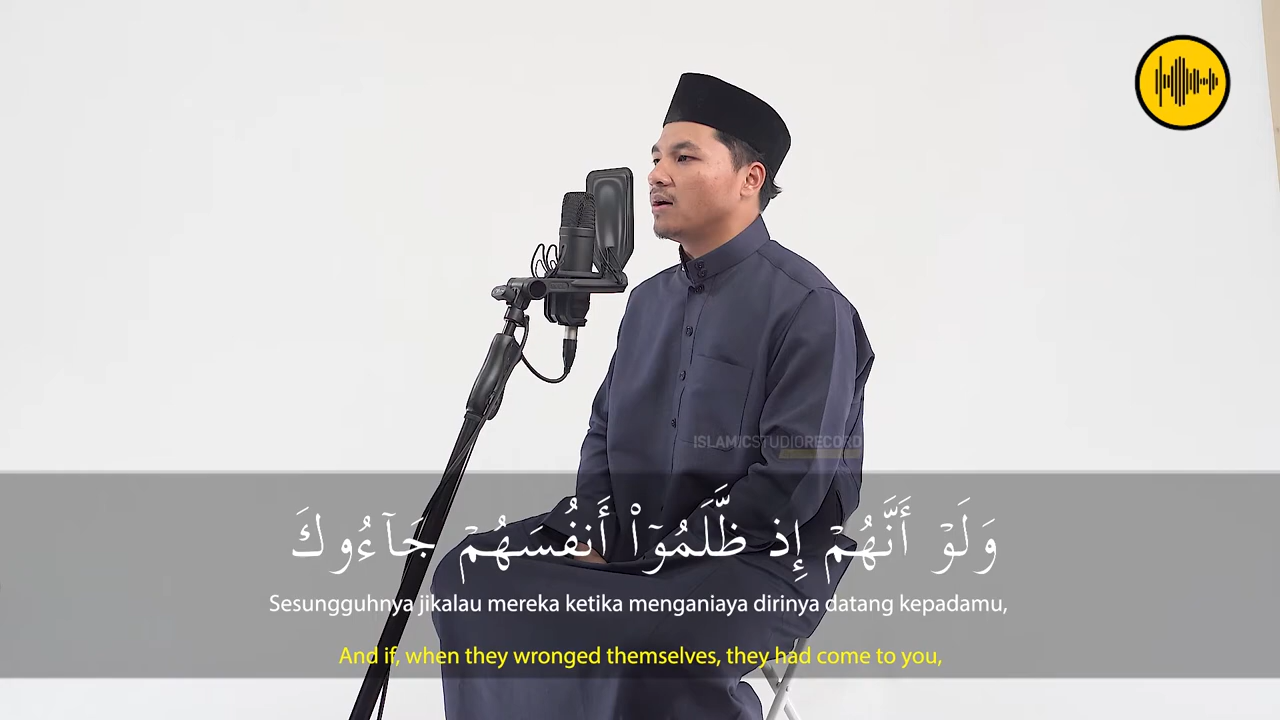 ISLAMICSTUDIORECORD
وَلَوْ أَنَّهُمْ إِذ ظَّلَمُوٓا۟ أَنفُسَهُمْ جَآءُوكَ
Sesungguhnya jikalau mereka ketika menganiaya dirinya datang kepadamu,
And if, when they wronged themselves, they had come to you,